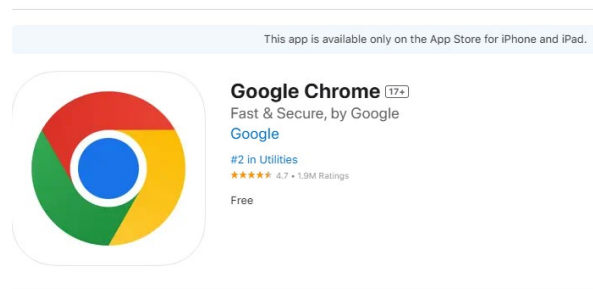 This app is available only on the App Store for iPhone and iPad.
Google Chrome 17+
Fast & Secure, by Google
Google
#2 in Utilities
★★★★★ 4.7 • 1.9M Ratings
Free